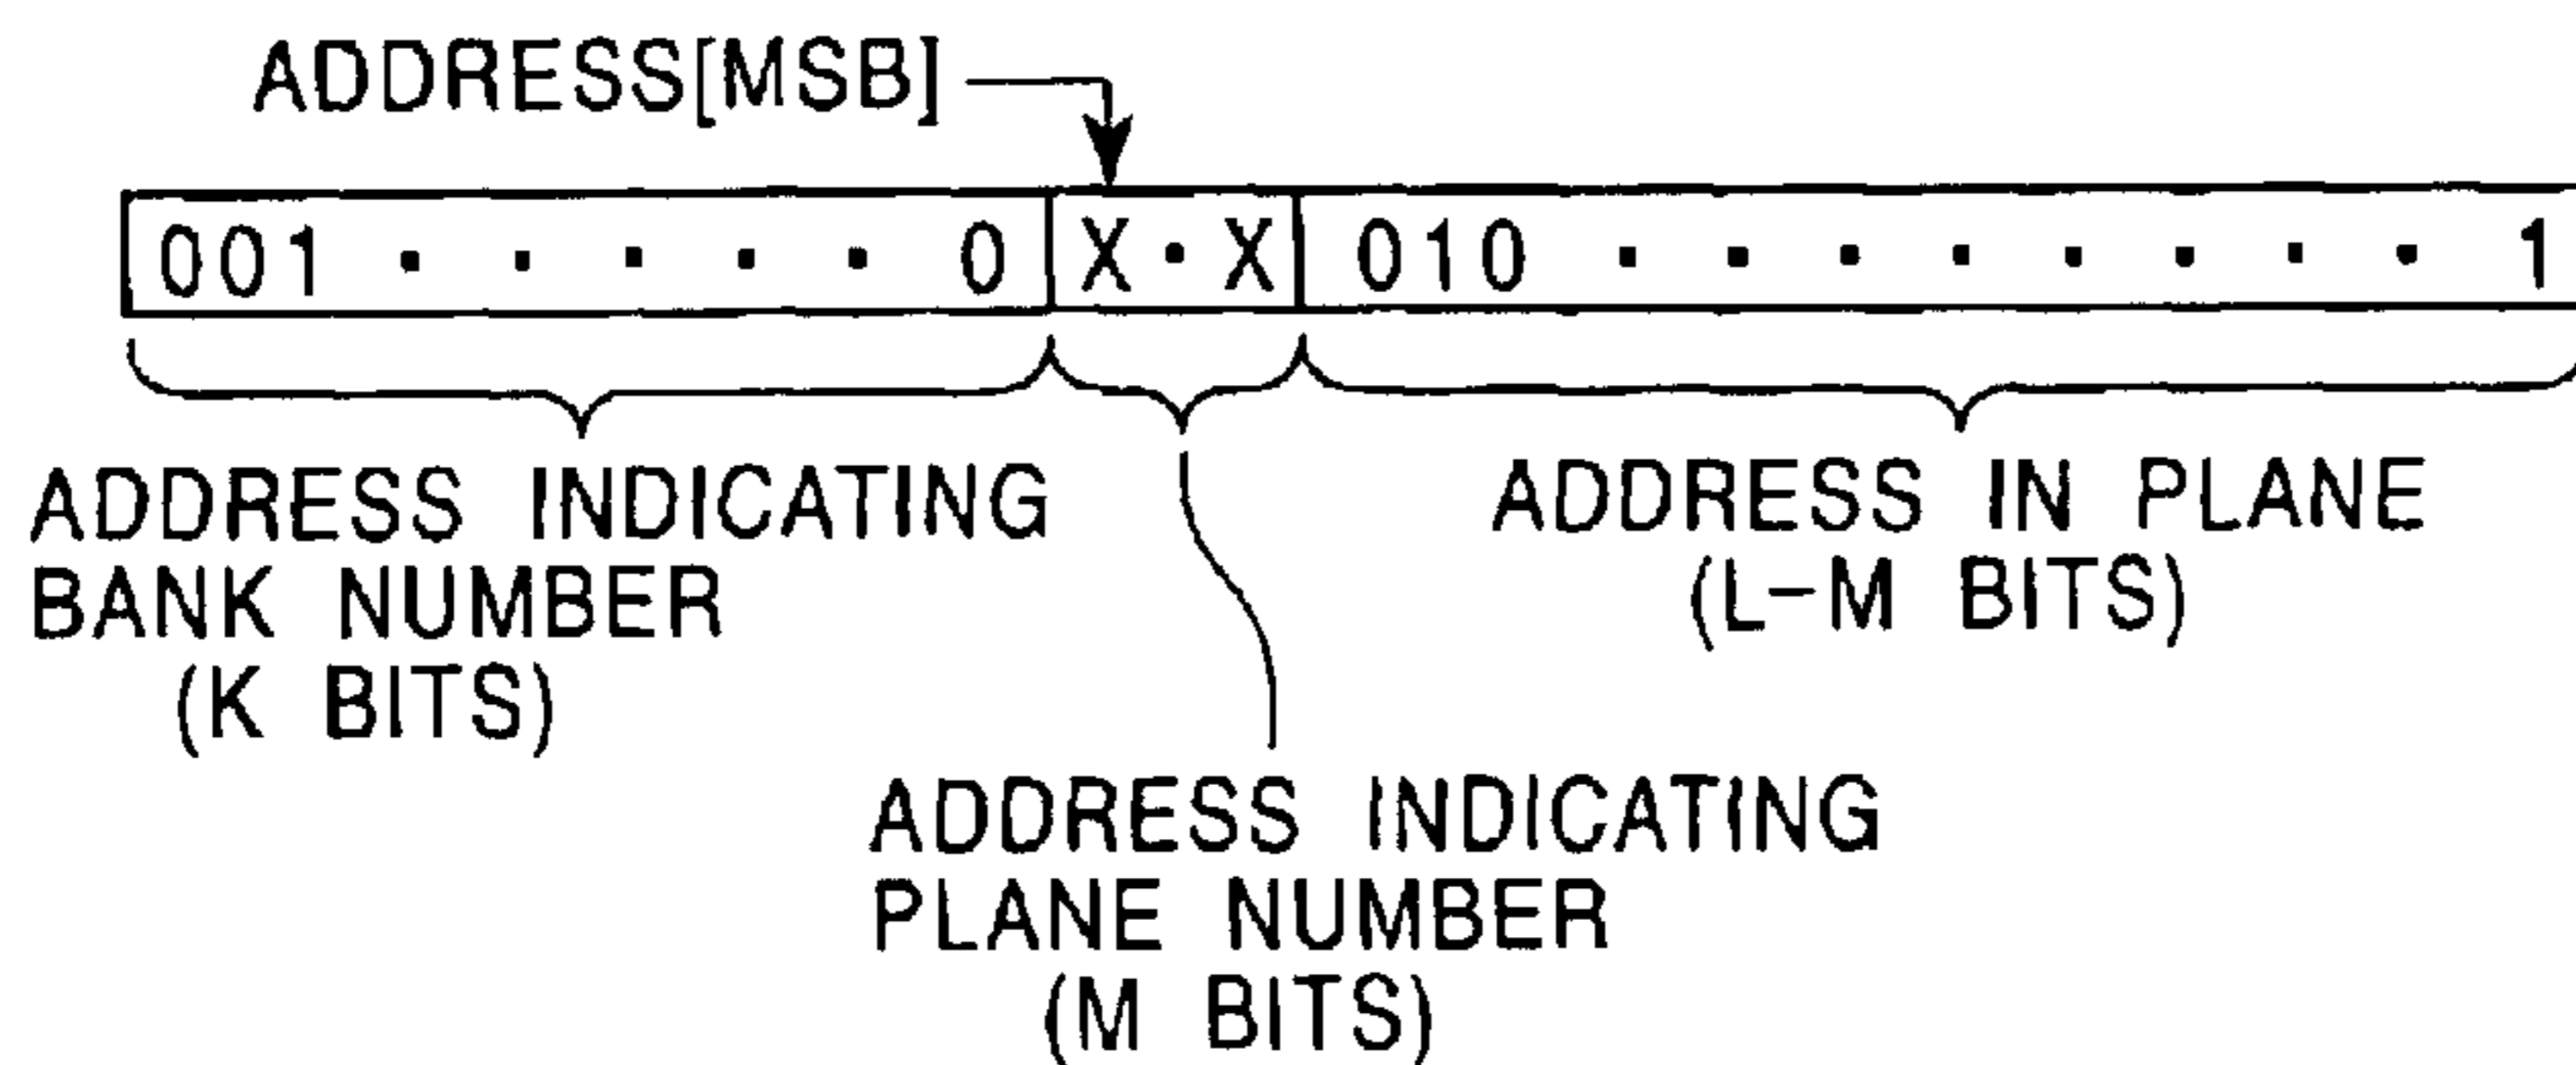 ADDRESS[MSB]
001 · · · · · 0 X · X 010 · · · · · · · · 1
ADDRESS INDICATING
BANK NUMBER
(K BITS)
ADDRESS IN PLANE
(L-M BITS)
ADDRESS INDICATING
PLANE NUMBER
(M BITS)